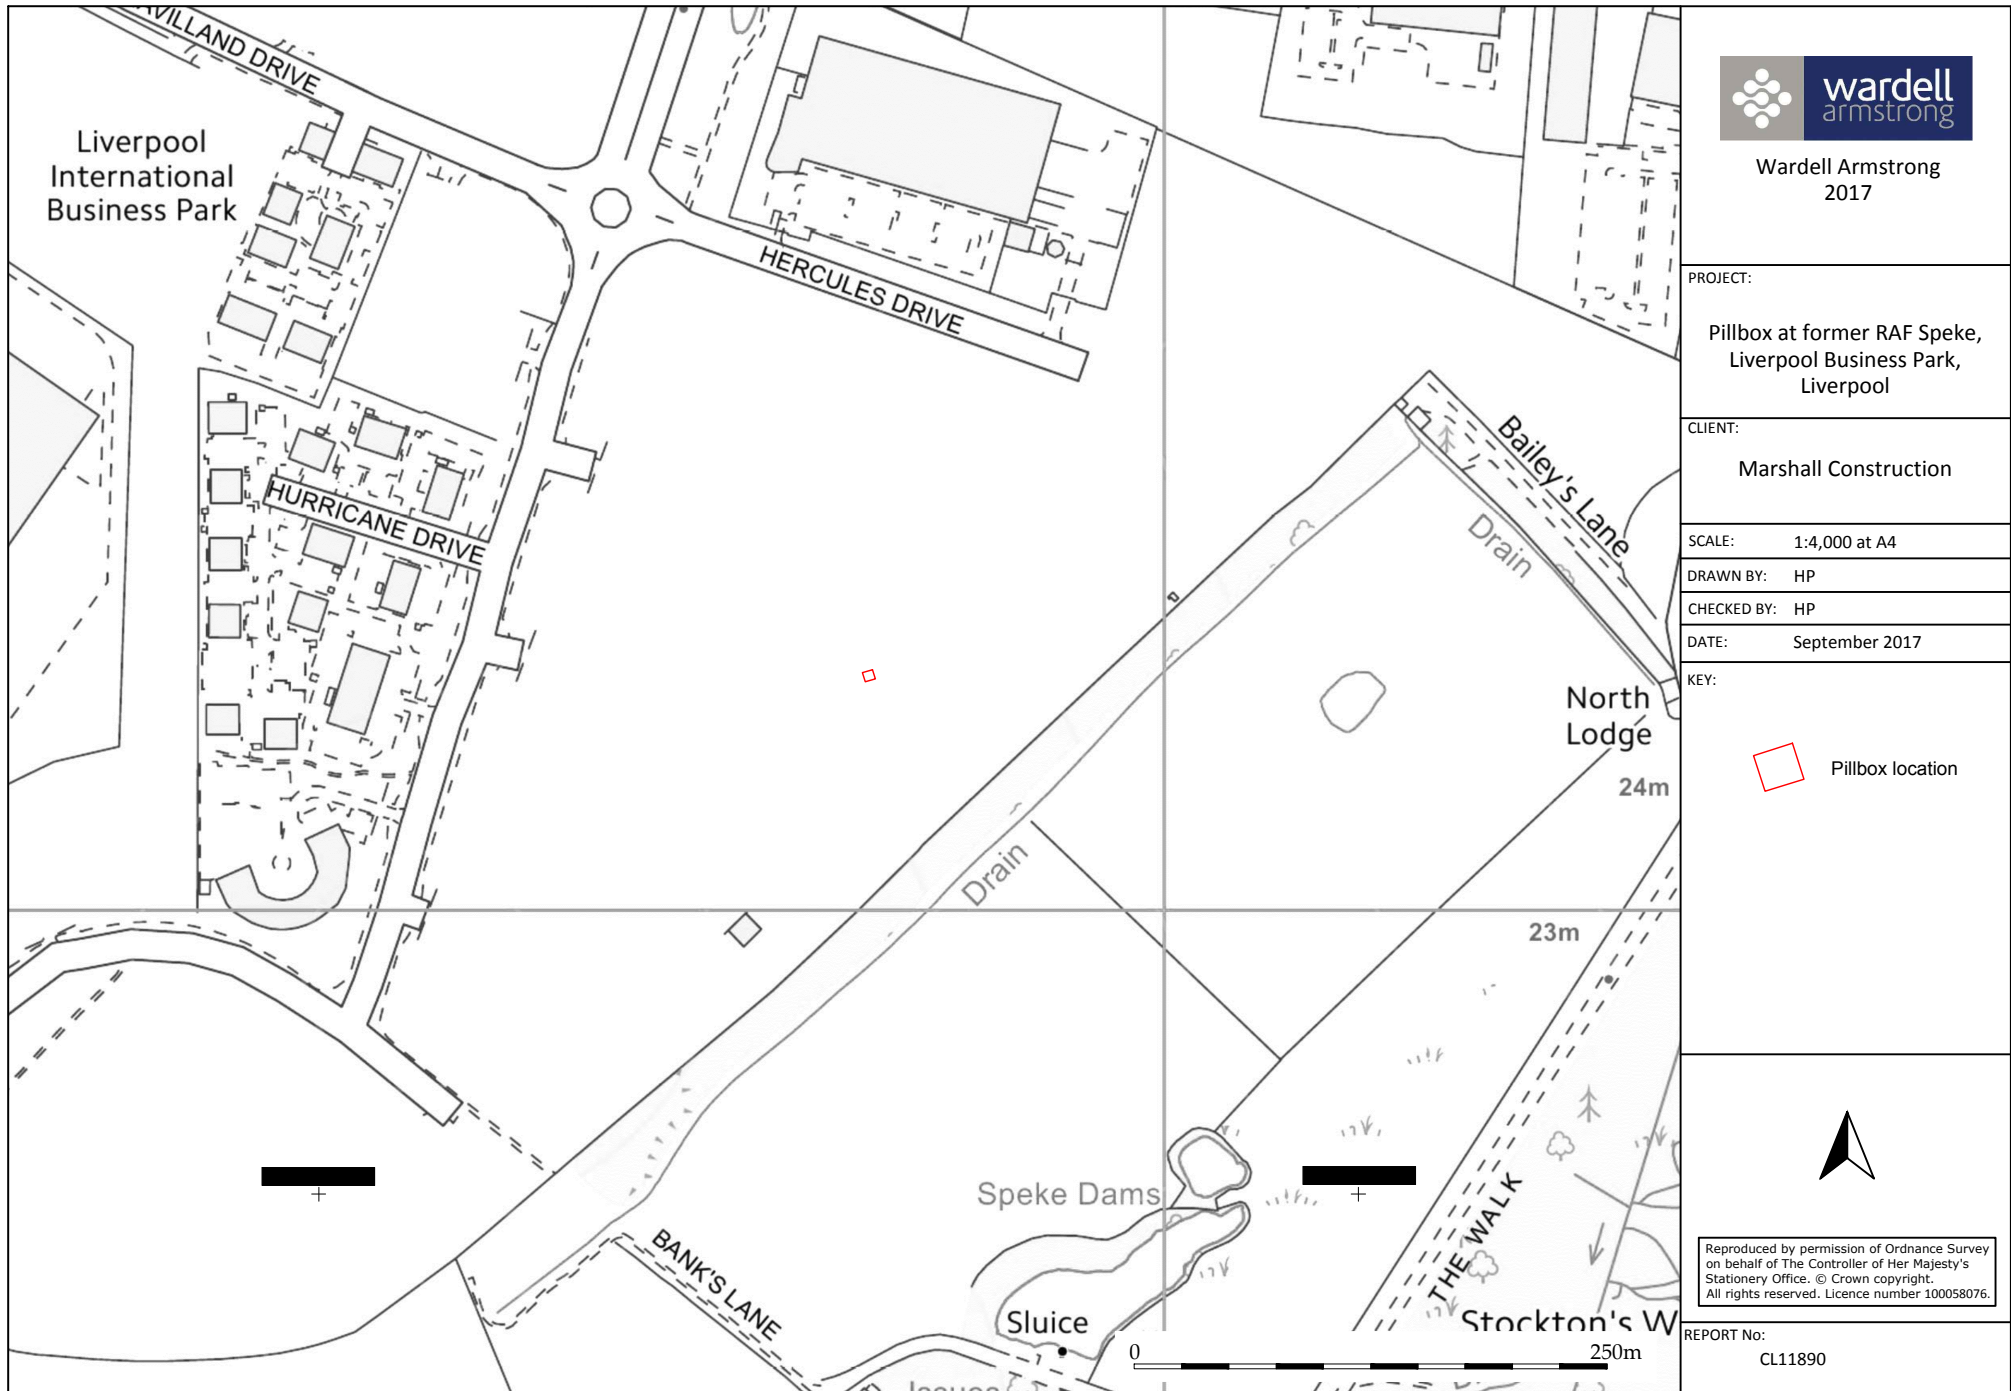 AVILLAND DRIVE
Liverpool
International
Business Park
HERCULES DRIVE
HURRICANE DRIVE
Bailey's Lane
Drain
North
Lodge
24m
Drain
23m
Speke Dams
THE WALK
BANK'S LANE
Sluice
Stockton's W
0
250m
wardell
armstrong
Wardell Armstrong
2017
PROJECT:
Pillbox at former RAF Speke,
Liverpool Business Park,
Liverpool
CLIENT:
Marshall Construction
SCALE: 1:4,000 at A4
DRAWN BY: HP
CHECKED BY: HP
DATE: September 2017
KEY:
Pillbox location
Reproduced by permission of Ordnance Survey
on behalf of The Controller of Her Majesty's
Stationery Office. © Crown copyright.
All rights reserved. Licence number 100058076.
REPORT No:
CL11890